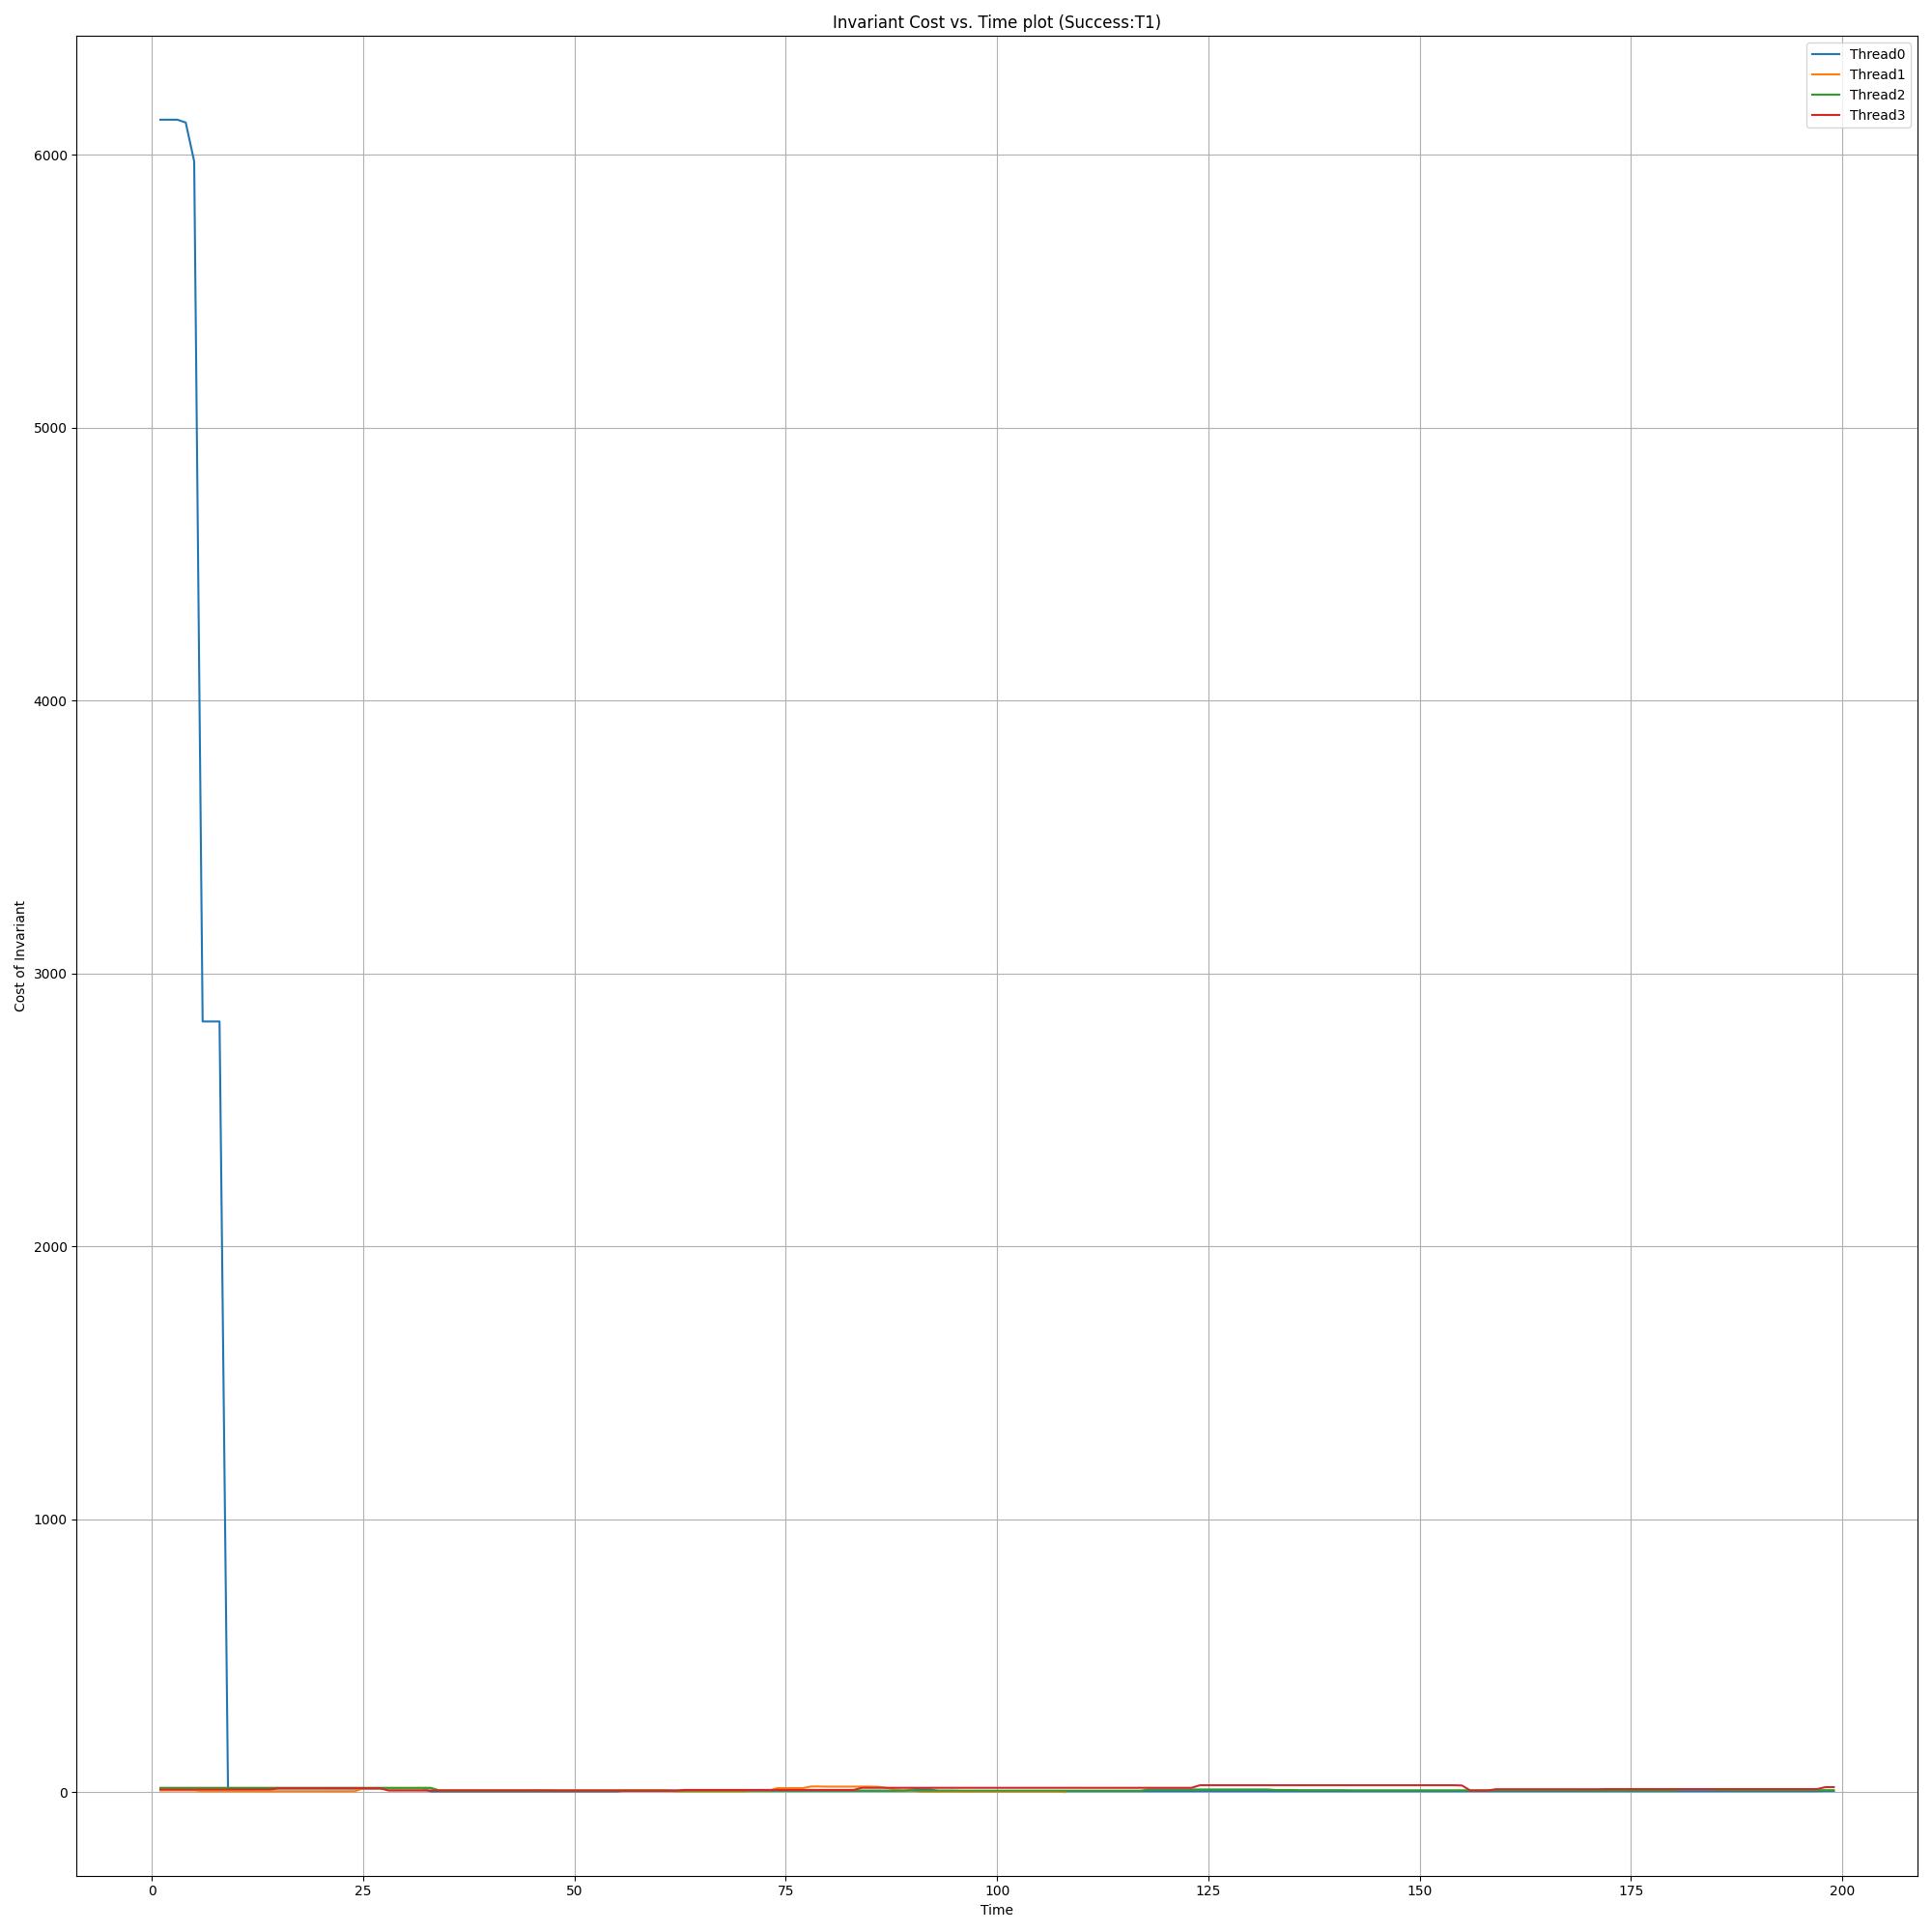 Invariant Cost vs. Time plot (Success:T1)
Thread0
Thread1
Thread2
Thread3
6000
5000
4000
3000
2000
1000
0
Cost of Invariant
0 25 50 75 100 125 150 175 200
Time